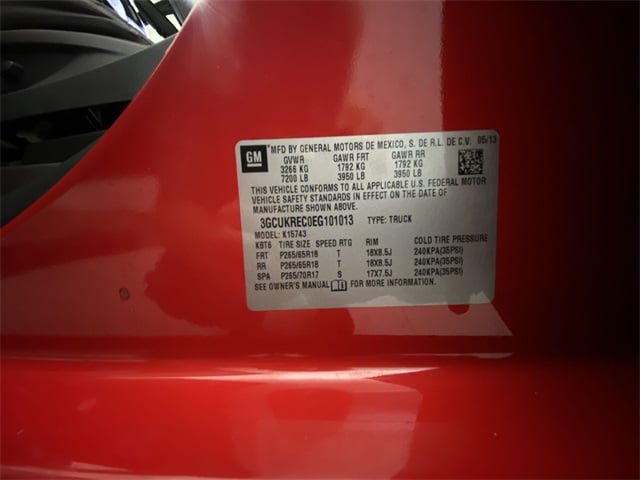 GM
MFD BY GENERAL MOTORS DE MEXICO, S. DE R.L. DE C.V. 05/13
GVWR GAWR FRT GAWR RR
3266 KG 1792 KG 1792 KG
7200 LB 3950 LB 3950 LB
THIS VEHICLE CONFORMS TO ALL APPLICABLE U.S. FEDERAL MOTOR
VEHICLE SAFETY STANDARDS IN EFFECT ON THE DATE OF
MANUFACTURE SHOWN ABOVE.
3GCUKREC0EG101013 TYPE: TRUCK
MODEL: K15743
KBT6 TIRE SIZE SPEED RTG RIM COLD TIRE PRESSURE
FRT P265/65R18 T 18X8.5J 240KPA(35PSI)
RR P265/65R18 T 18X8.5J 240KPA(35PSI)
SPA P265/70R17 S 17X7.5J 240KPA(35PSI)
SEE OWNER'S MANUAL FOR MORE INFORMATION.